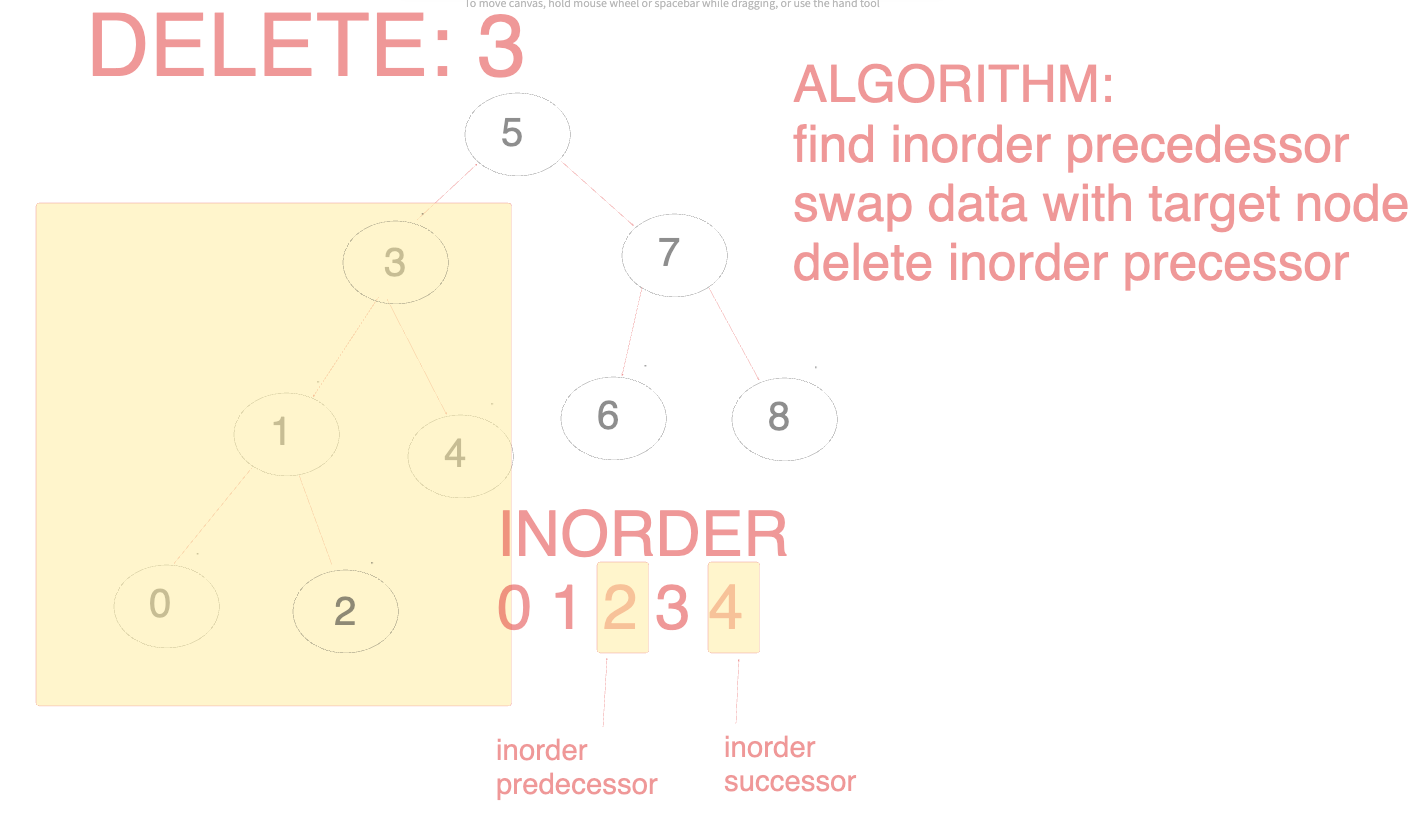 To move canvas, hold mouse wheel or spacebar while dragging, or use the hand tool
DELETE: 3
ALGORITHM:
find inorder precedessor
swap data with target node
delete inorder precessor
5
3
7
1
4
6
8
0
2
INORDER
0 1 2 3 4
inorder
predecessor
inorder
successor